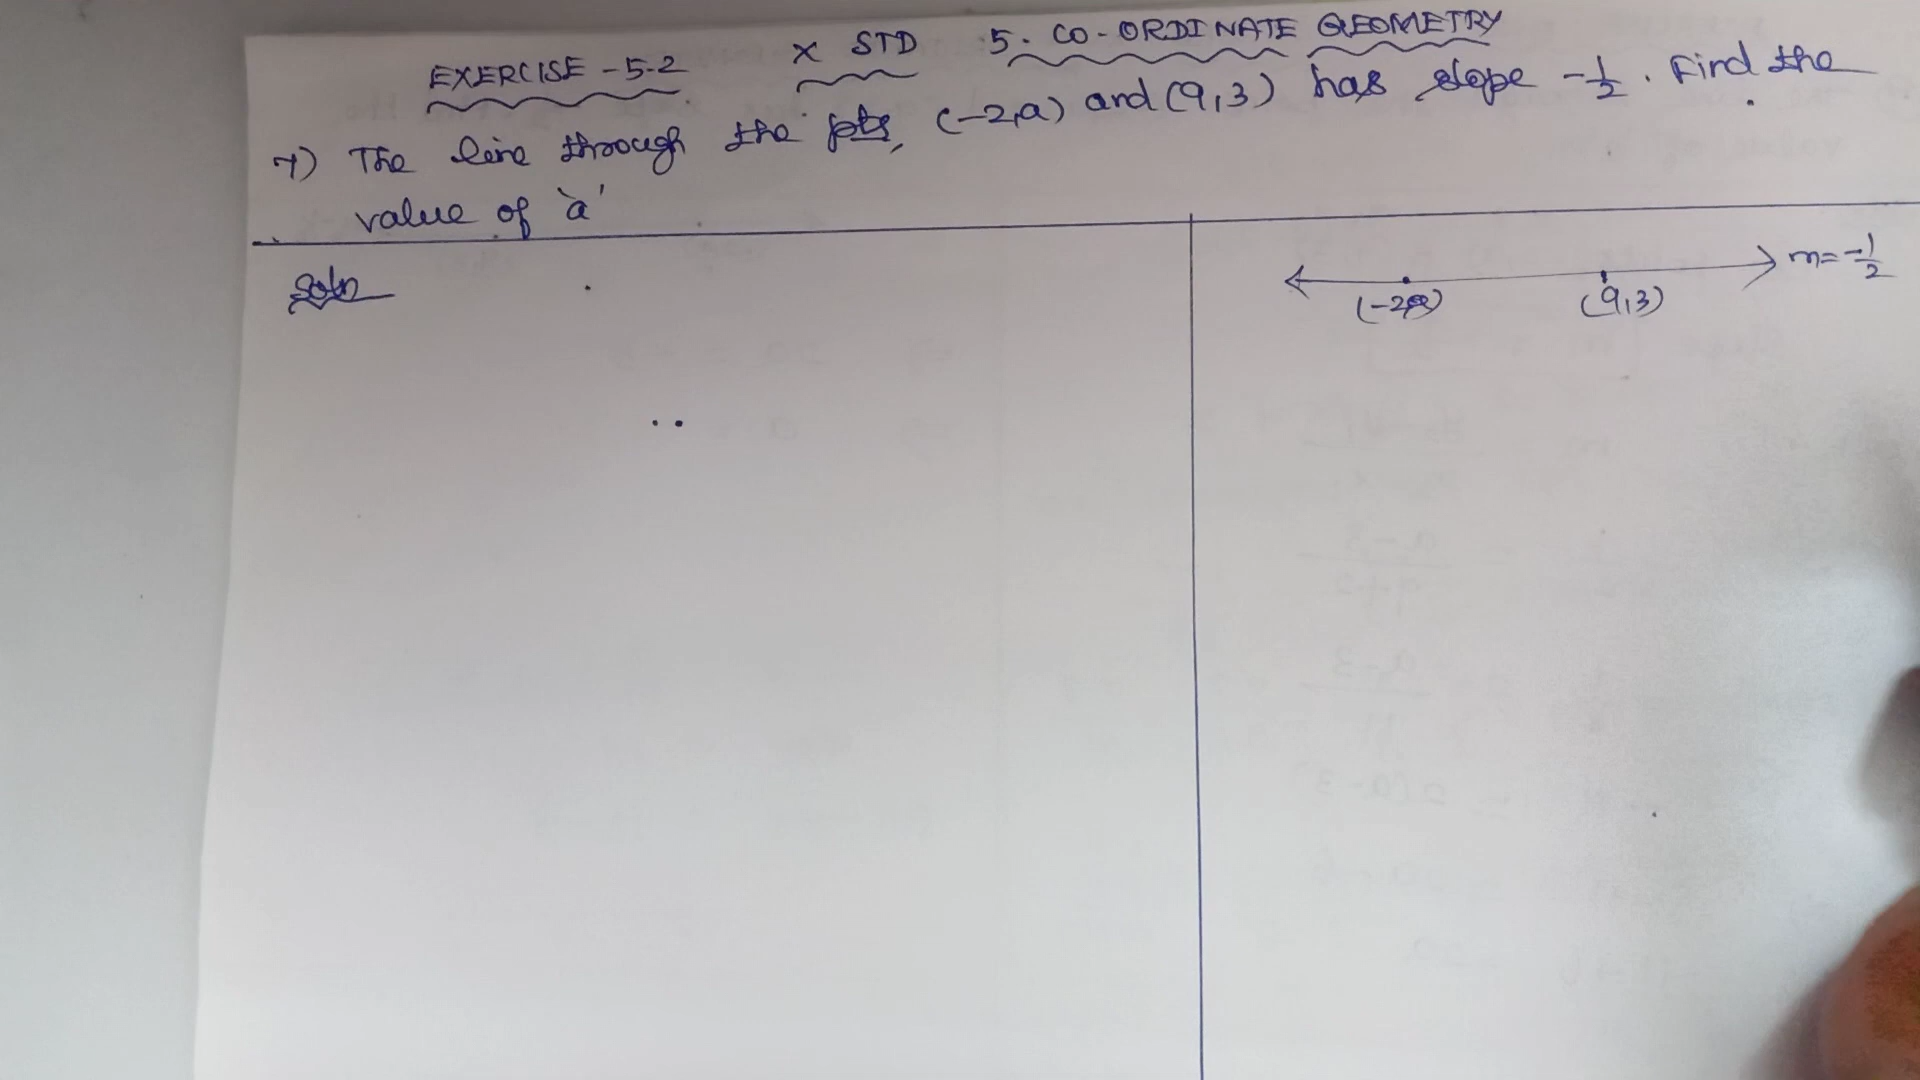 EXERCISE - 5.2 X STD 5. CO-ORDINATE GEOMETRY
7) The line through the pts, (-2,a) and (9,3) has slope -1/2. Find the
value of 'a'
Soln
m = -1/2
(-2,a) (9,3)